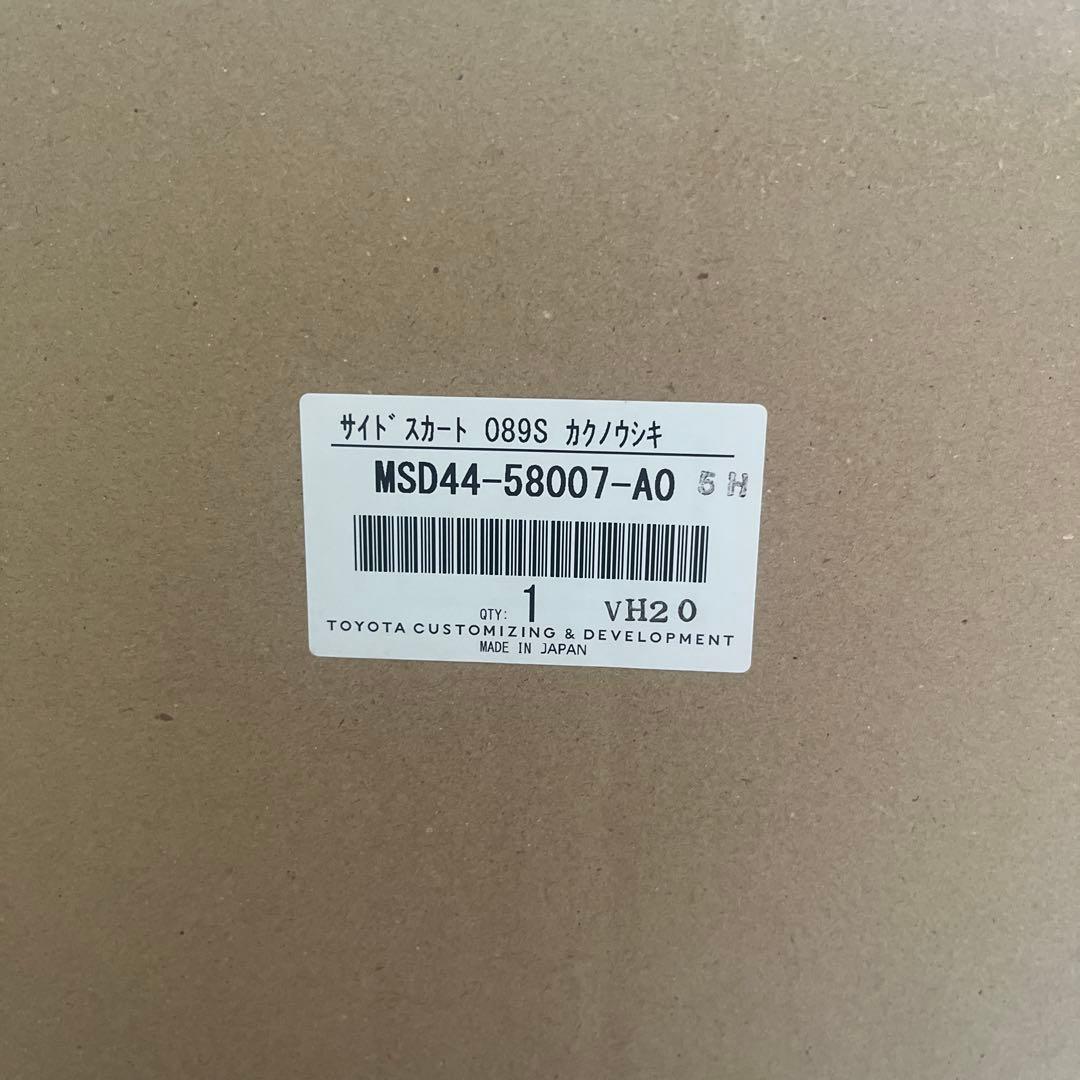 ｻｲﾄﾞｽｶｰﾄ 089S ｶｸﾉｳｼｷ
MSD44-58007-A0 5H
QTY: 1 VH20
TOYOTA CUSTOMIZING & DEVELOPMENT
MADE IN JAPAN